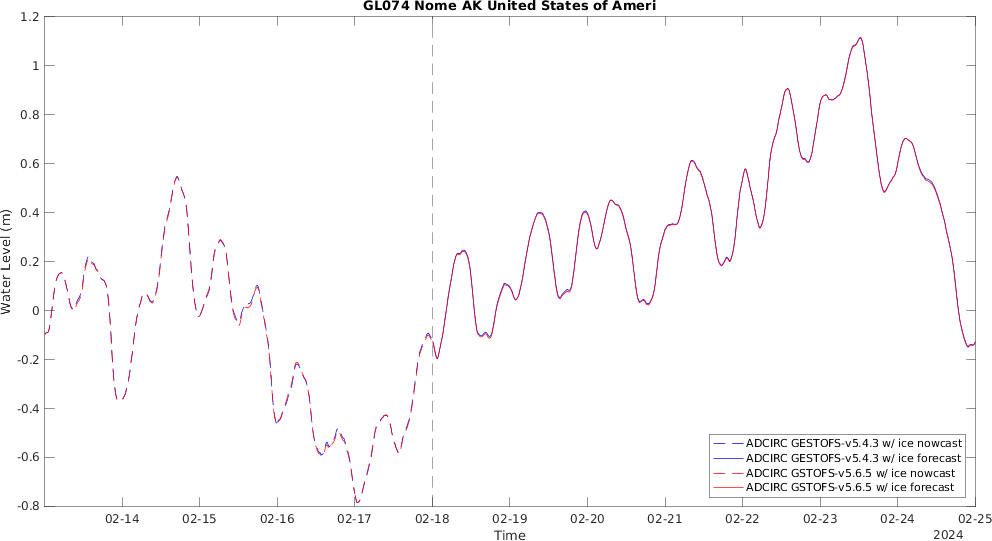 GL074 Nome AK United States of Ameri
1.2
1
0.8
0.6
0.4
0.2
0
-0.2
-0.4
-0.6
-0.8
Water Level (m)
02-14 02-15 02-16 02-17 02-18 02-19 02-20 02-21 02-22 02-23 02-24 02-25
Time
2024
ADCIRC GESTOFS-v5.4.3 w/ ice nowcast
ADCIRC GESTOFS-v5.4.3 w/ ice forecast
ADCIRC GSTOFS-v5.6.5 w/ ice nowcast
ADCIRC GSTOFS-v5.6.5 w/ ice forecast